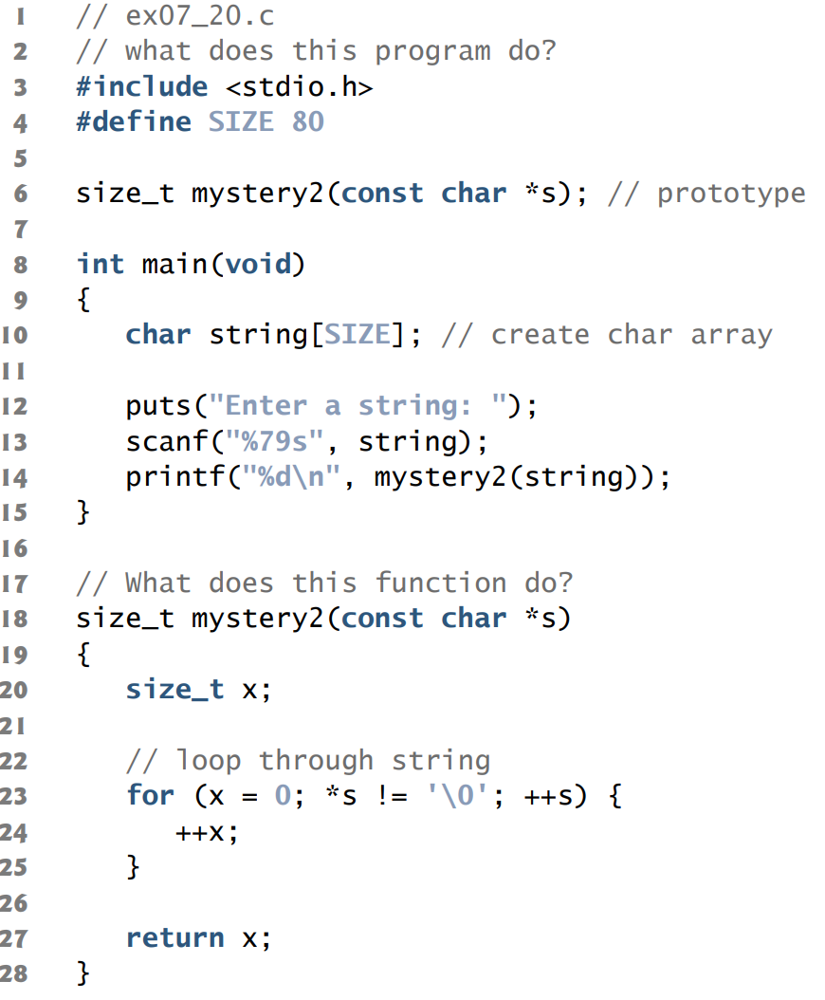 1 // ex07_20.c
2 // what does this program do?
3 #include <stdio.h>
4 #define SIZE 80
5
6 size_t mystery2(const char *s); // prototype
7
8 int main(void)
9 {
10    char string[SIZE]; // create char array
11
12    puts("Enter a string: ");
13    scanf("%79s", string);
14    printf("%d\n", mystery2(string));
15 }
16
17 // What does this function do?
18 size_t mystery2(const char *s)
19 {
20    size_t x;
21
22    // loop through string
23    for (x = 0; *s != '\0'; ++s) {
24       ++x;
25    }
26
27    return x;
28 }